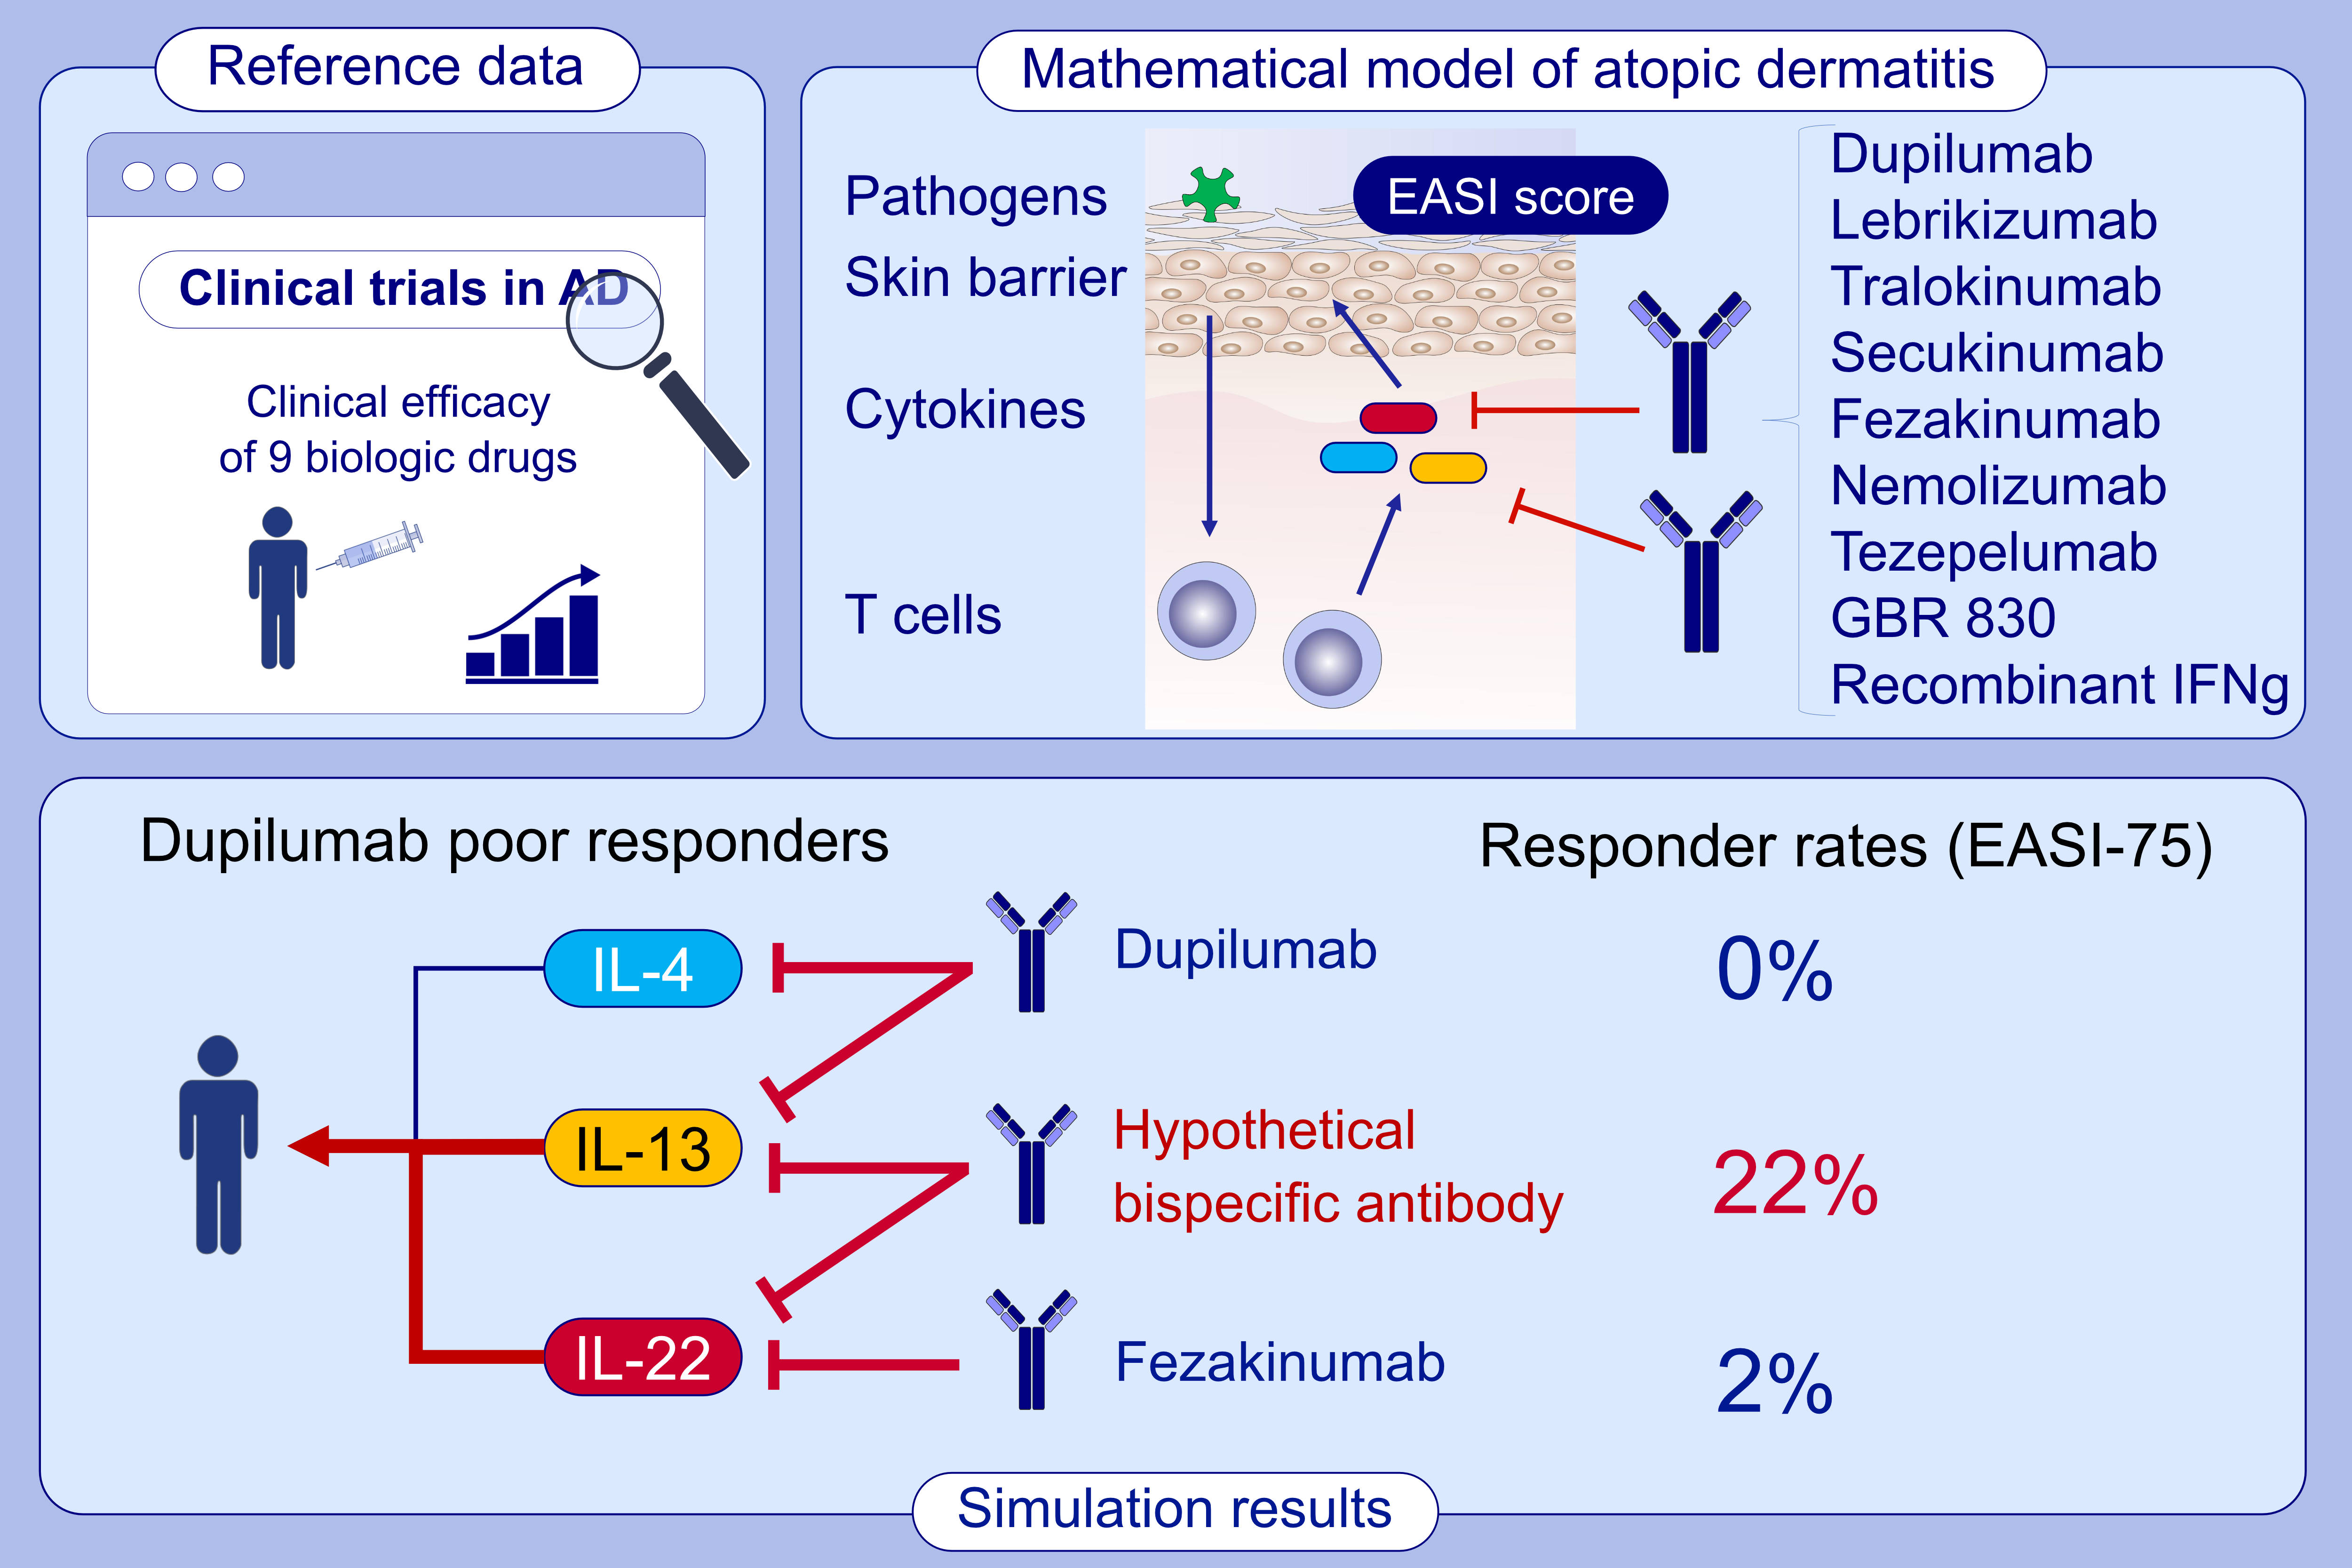 Reference data
Clinical trials in AD
Clinical efficacy
of 9 biologic drugs
Mathematical model of atopic dermatitis
Pathogens
Skin barrier
Cytokines
T cells
EASI score
Dupilumab
Lebrikizumab
Tralokinumab
Secukinumab
Fezakinumab
Nemolizumab
Tezepelumab
GBR 830
Recombinant IFNg
Dupilumab poor responders
Responder rates (EASI-75)
IL-4
Dupilumab
0%
IL-13
Hypothetical
bispecific antibody
22%
IL-22
Fezakinumab
2%
Simulation results